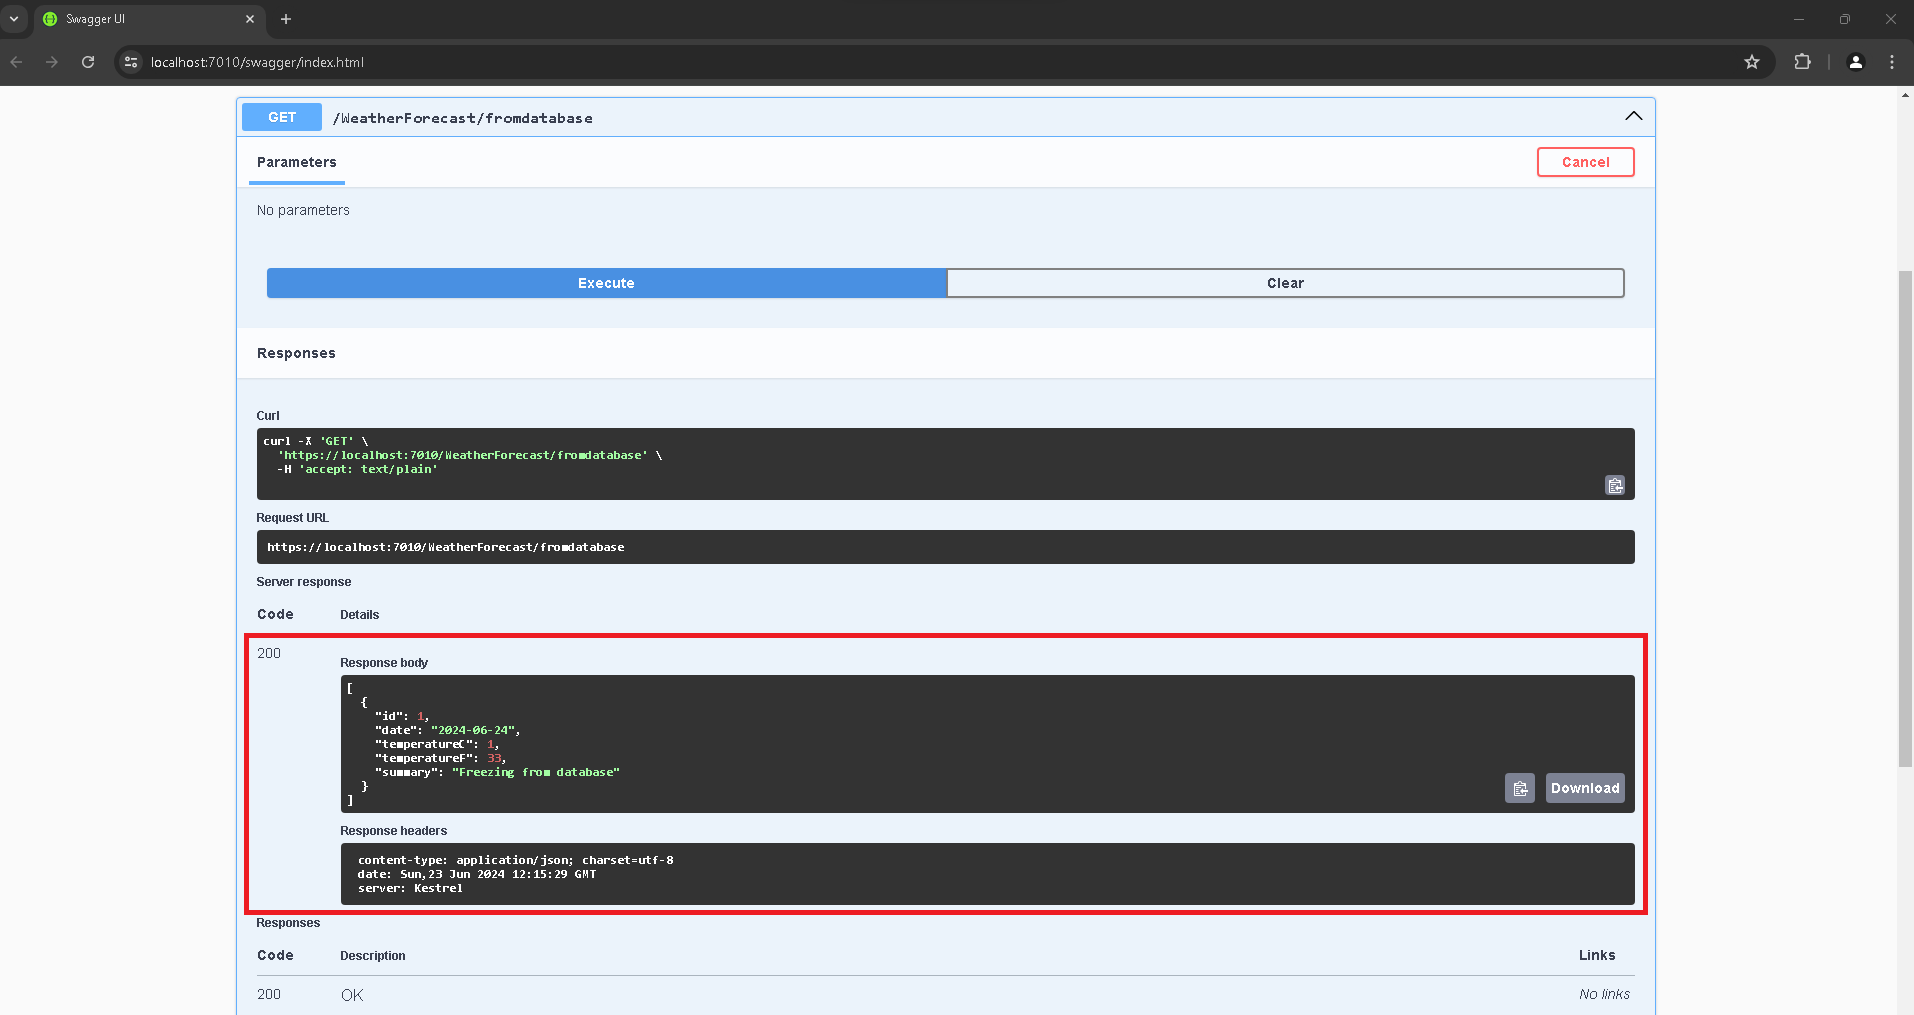 Swagger UI
localhost:7010/swagger/index.html
GET /WeatherForecast/fromdatabase
Parameters Cancel
No parameters
Execute Clear
Responses
Curl
curl -X 'GET' \
'https://localhost:7010/WeatherForecast/fromdatabase' \
-H 'accept: text/plain'
Request URL
https://localhost:7010/WeatherForecast/fromdatabase
Server response
Code Details
200
Response body
[
{
"id": 1,
"date": "2024-06-24",
"temperatureC": 1,
"temperatureF": 33,
"summary": "Freezing from database"
}
]
Download
Response headers
content-type: application/json; charset=utf-8
date: Sun,23 Jun 2024 12:15:29 GMT
server: Kestrel
Responses
Code Description Links
200 OK No links